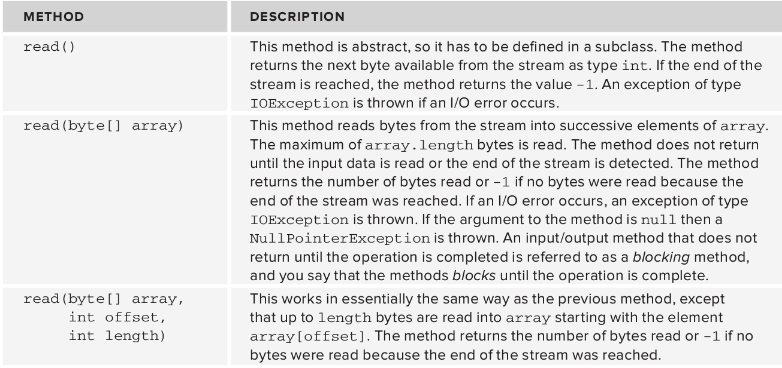 METHOD DESCRIPTION
read() This method is abstract, so it has to be defined in a subclass. The method
returns the next byte available from the stream as type int. If the end of the
stream is reached, the method returns the value –1. An exception of type
IOException is thrown if an I/O error occurs.
read(byte[] array) This method reads bytes from the stream into successive elements of array.
The maximum of array.length bytes is read. The method does not return
until the input data is read or the end of the stream is detected. The method
returns the number of bytes read or –1 if no bytes were read because the
end of the stream was reached. If an I/O error occurs, an exception of type
IOException is thrown. If the argument to the method is null then a
NullPointerException is thrown. An input/output method that does not
return until the operation is completed is referred to as a blocking method,
and you say that the methods blocks until the operation is complete.
read(byte[] array, This works in essentially the same way as the previous method, except
int offset, that up to length bytes are read into array starting with the element
int length) array[offset]. The method returns the number of bytes read or –1 if no
bytes were read because the end of the stream was reached.